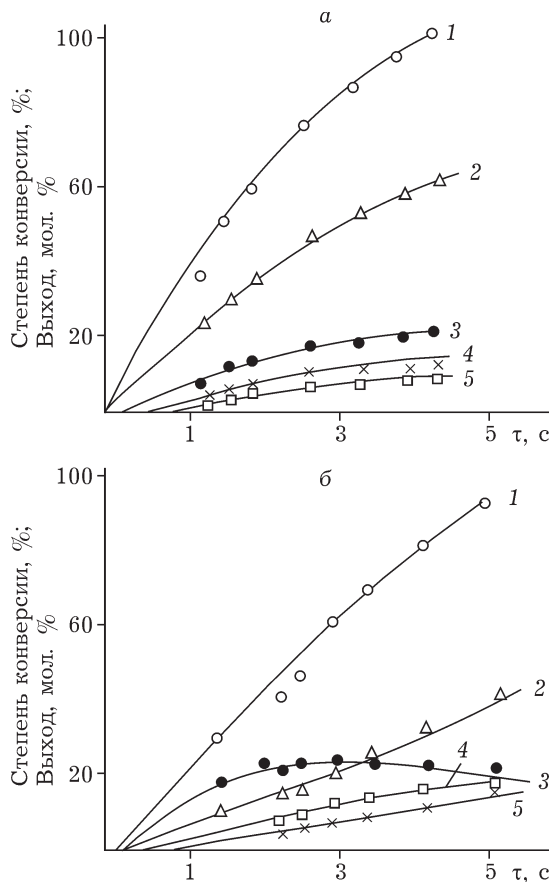 а
Степень конверсии, %;
Выход, мол. %
100
60
20
1
2
3
4
5
1
3
5
τ, с
б
Степень конверсии, %;
Выход, мол. %
100
60
20
1
2
4
3
5
1
3
5
τ, с